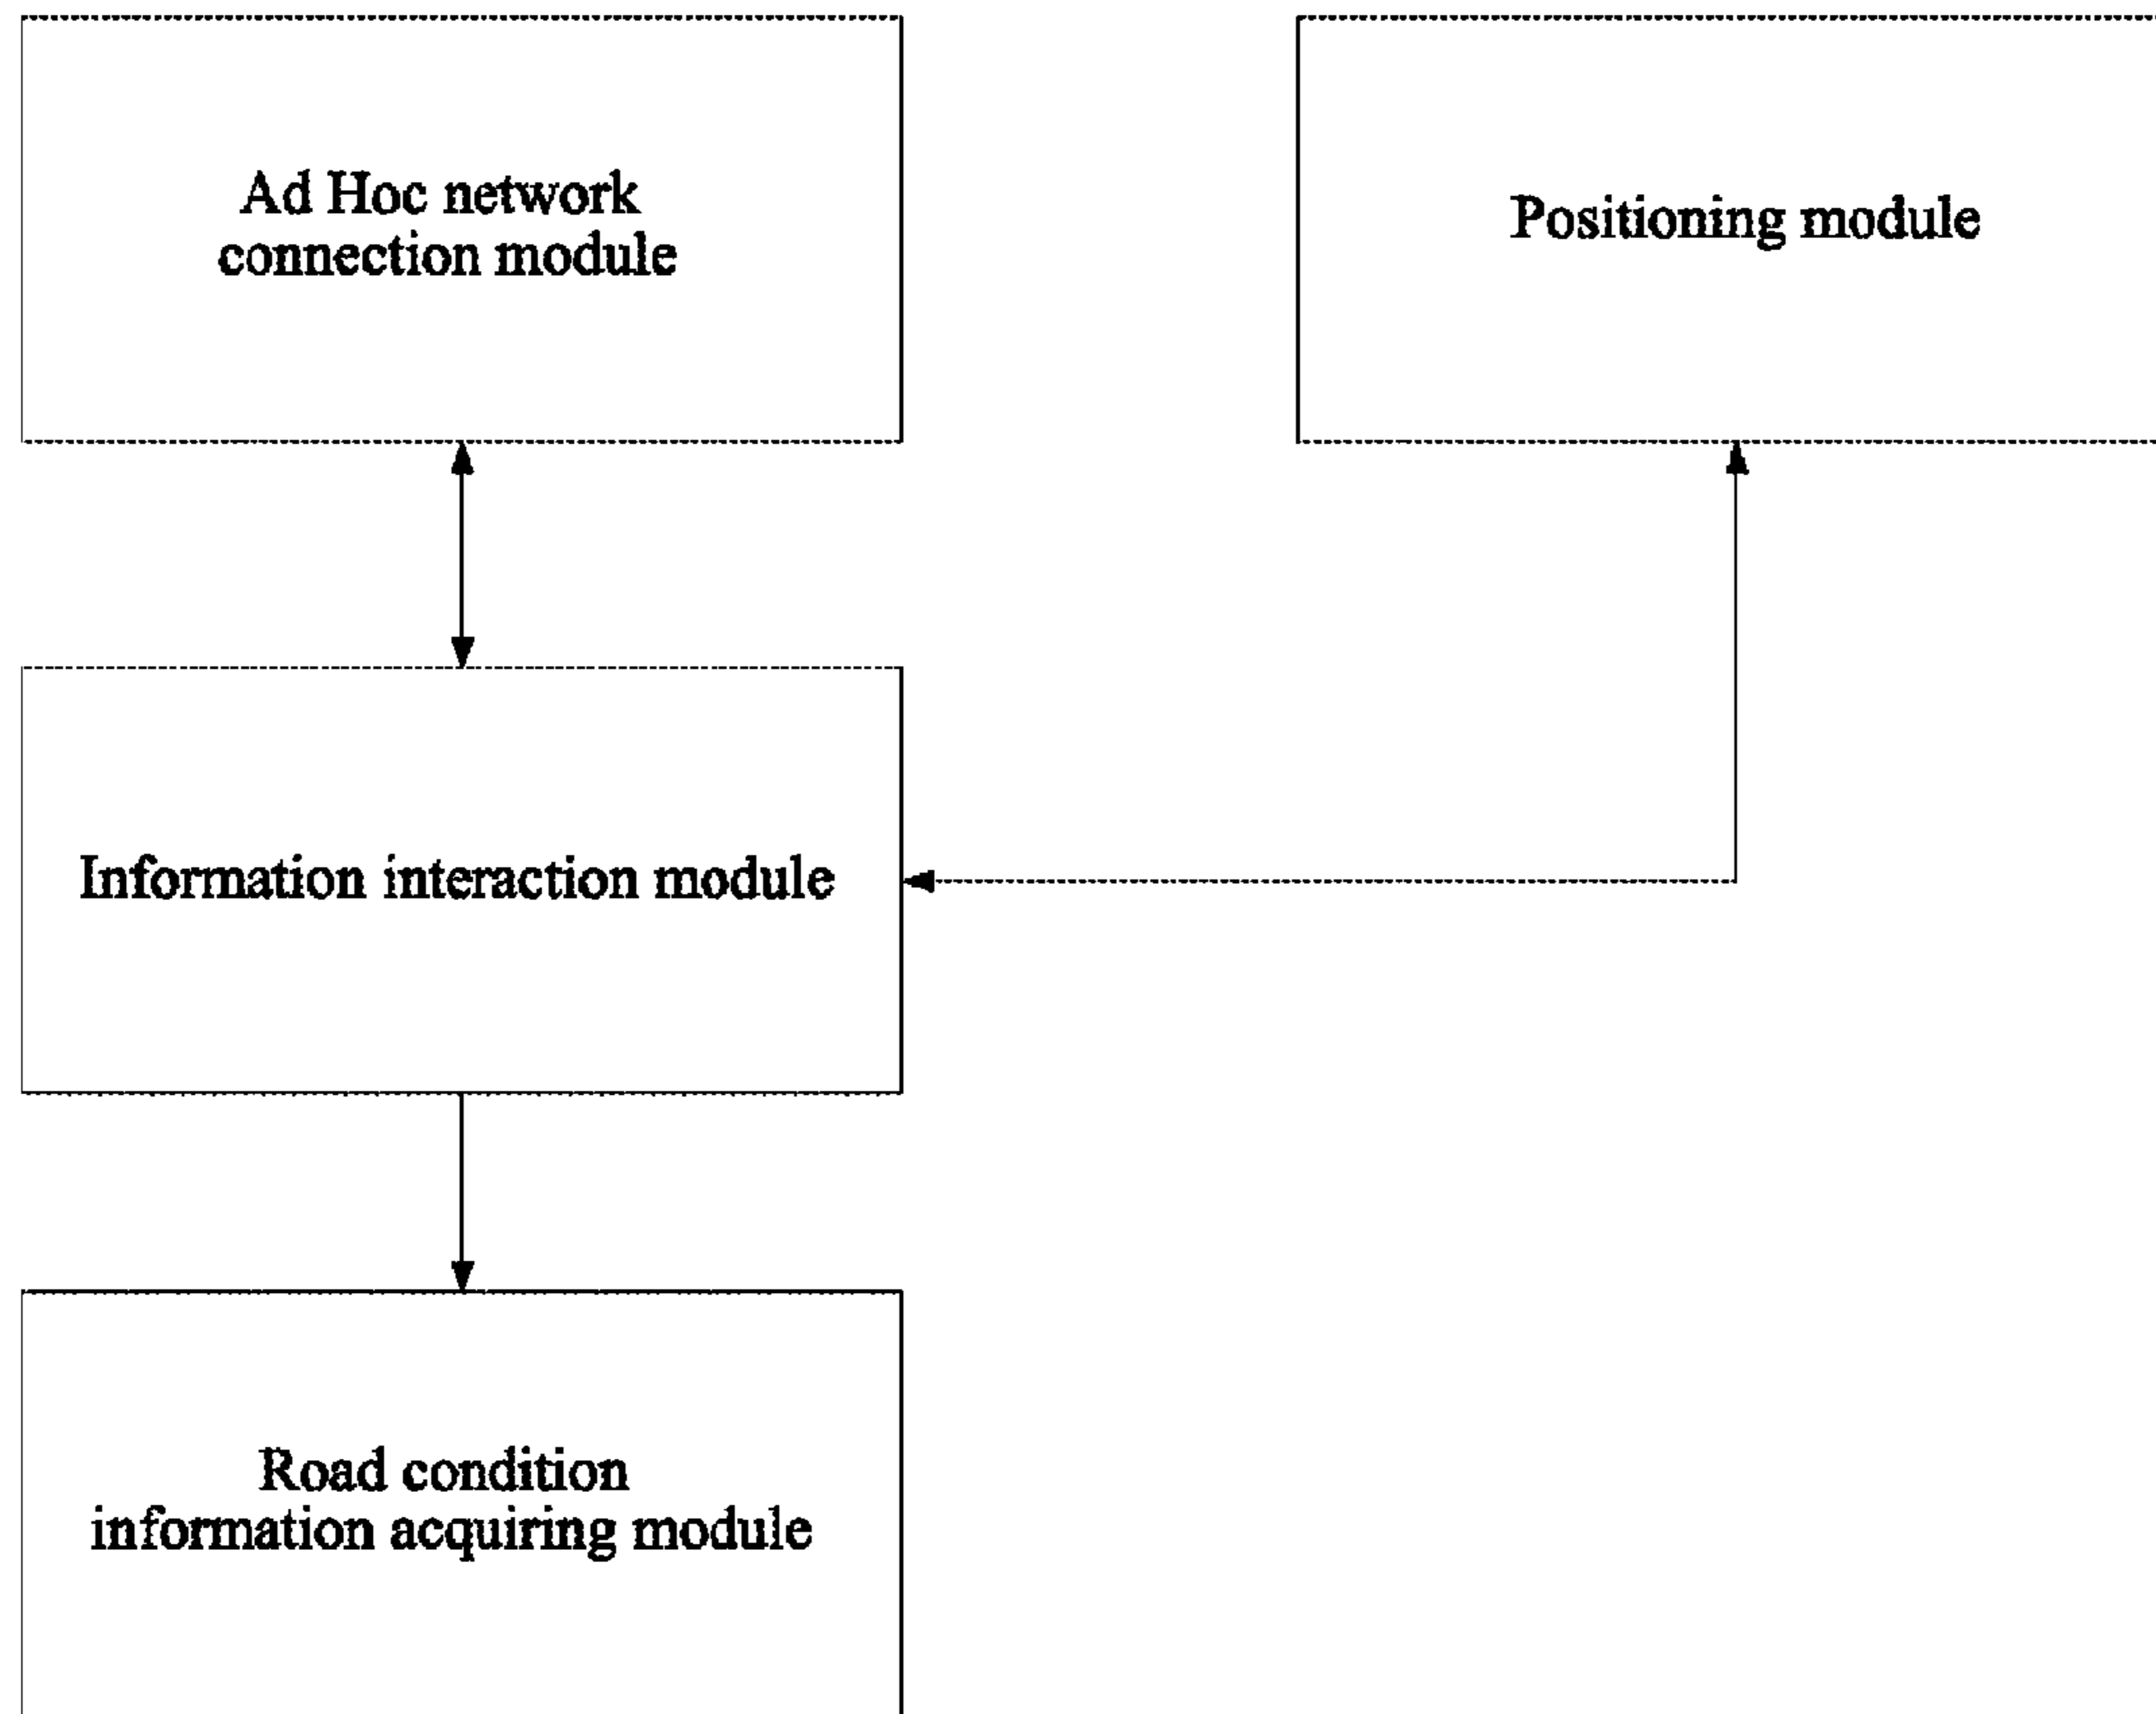 Ad Hoc network
connection module
Positioning module
Information interaction module
Road condition
information acquiring module